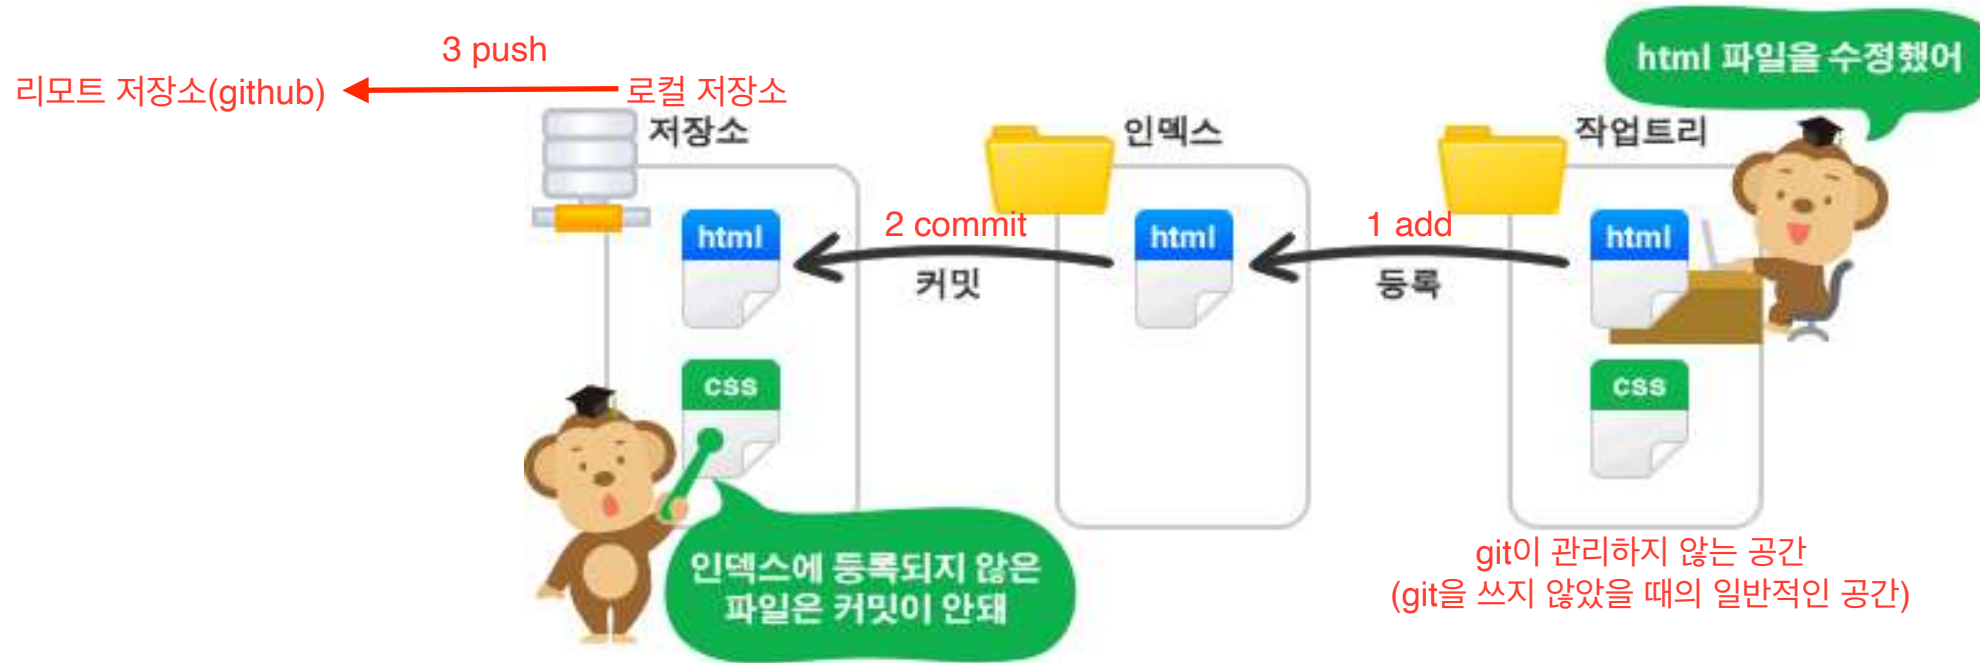 3 push
html 파일을 수정했어
리모트 저장소(github)
로컬 저장소
저장소
인덱스
작업트리
html
2 commit
html
1 add
html
커밋
등록
css
css
인덱스에 등록되지 않은
파일은 커밋이 안돼
git이 관리하지 않는 공간
(git을 쓰지 않았을 때의 일반적인 공간)